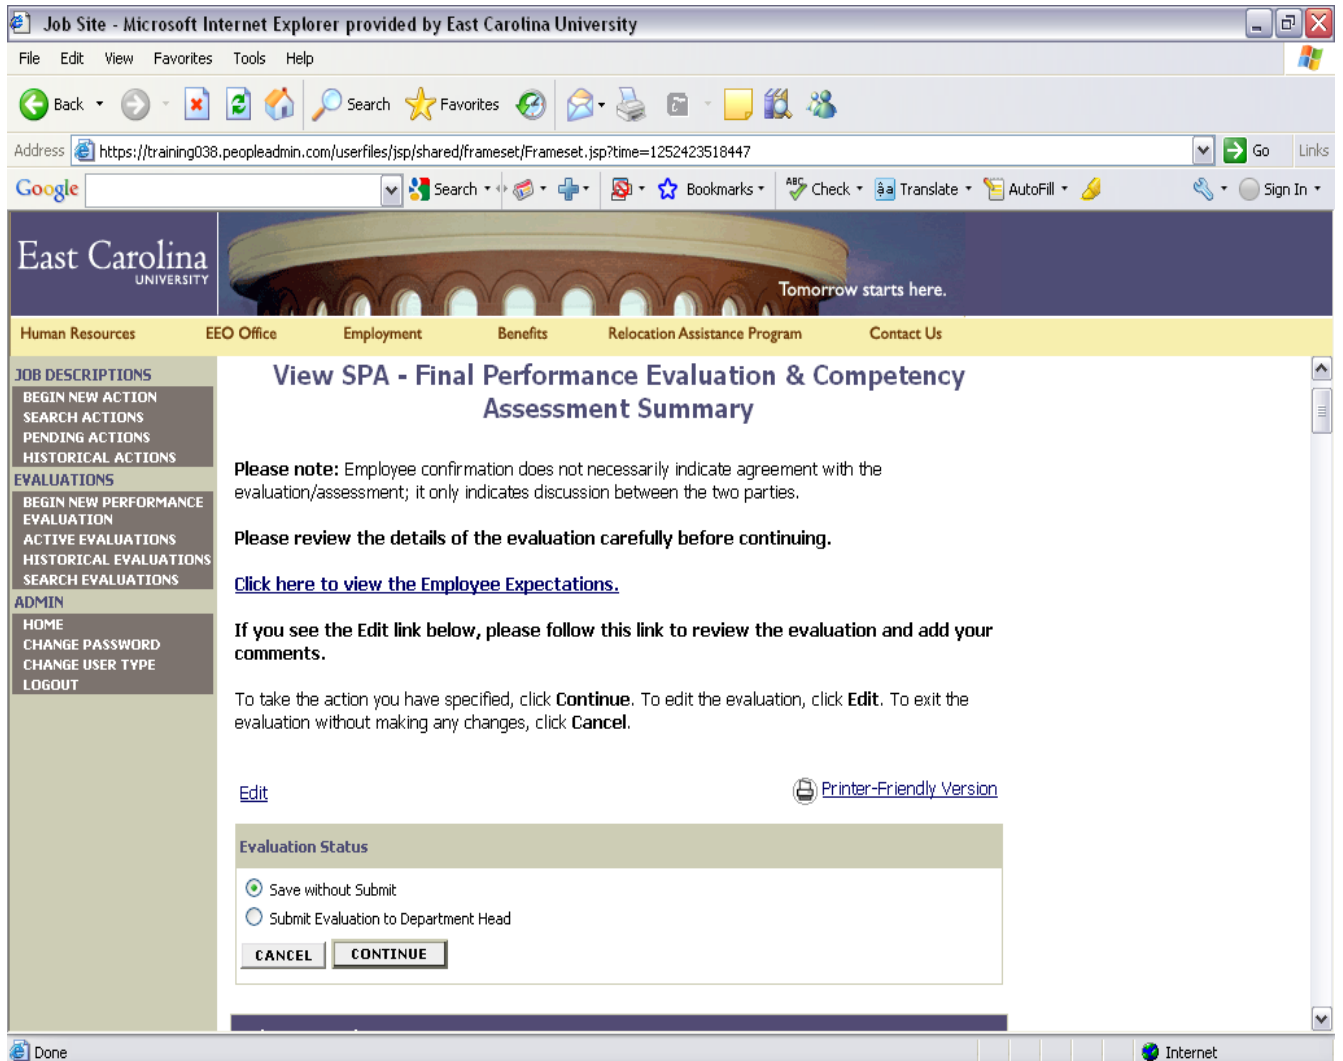 Job Site - Microsoft Internet Explorer provided by East Carolina University
File Edit View Favorites Tools Help
Back Search Favorites
Address https://training038.peopleadmin.com/userfiles/jsp/shared/frameset/Frameset.jsp?time=1252423518447 Go Links
Google Search Bookmarks ABC Check âa Translate AutoFill Sign In
East Carolina
UNIVERSITY
Tomorrow starts here.
Human Resources EEO Office Employment Benefits Relocation Assistance Program Contact Us
JOB DESCRIPTIONS
BEGIN NEW ACTION
SEARCH ACTIONS
PENDING ACTIONS
HISTORICAL ACTIONS
EVALUATIONS
BEGIN NEW PERFORMANCE
EVALUATION
ACTIVE EVALUATIONS
HISTORICAL EVALUATIONS
SEARCH EVALUATIONS
ADMIN
HOME
CHANGE PASSWORD
CHANGE USER TYPE
LOGOUT
View SPA - Final Performance Evaluation & Competency
Assessment Summary
Please note: Employee confirmation does not necessarily indicate agreement with the
evaluation/assessment; it only indicates discussion between the two parties.
Please review the details of the evaluation carefully before continuing.
Click here to view the Employee Expectations.
If you see the Edit link below, please follow this link to review the evaluation and add your
comments.
To take the action you have specified, click Continue. To edit the evaluation, click Edit. To exit the
evaluation without making any changes, click Cancel.
Edit Printer-Friendly Version
Evaluation Status
Save without Submit
Submit Evaluation to Department Head
CANCEL CONTINUE
Done Internet